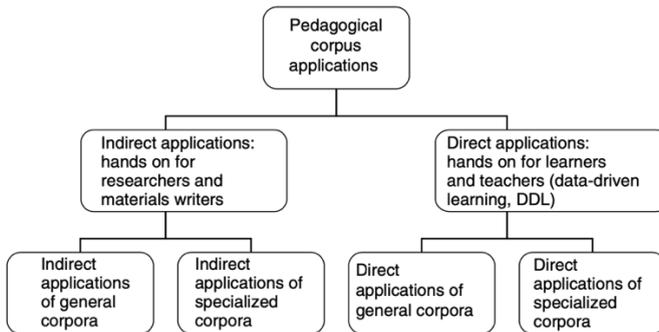 Pedagogical
corpus
applications
Indirect applications:
hands on for
researchers and
materials writers
Direct applications:
hands on for learners
and teachers (data-driven
learning, DDL)
Indirect
applications
of general
corpora
Indirect
applications of
specialized
corpora
Direct
applications of
general corpora
Direct
applications of
specialized
corpora